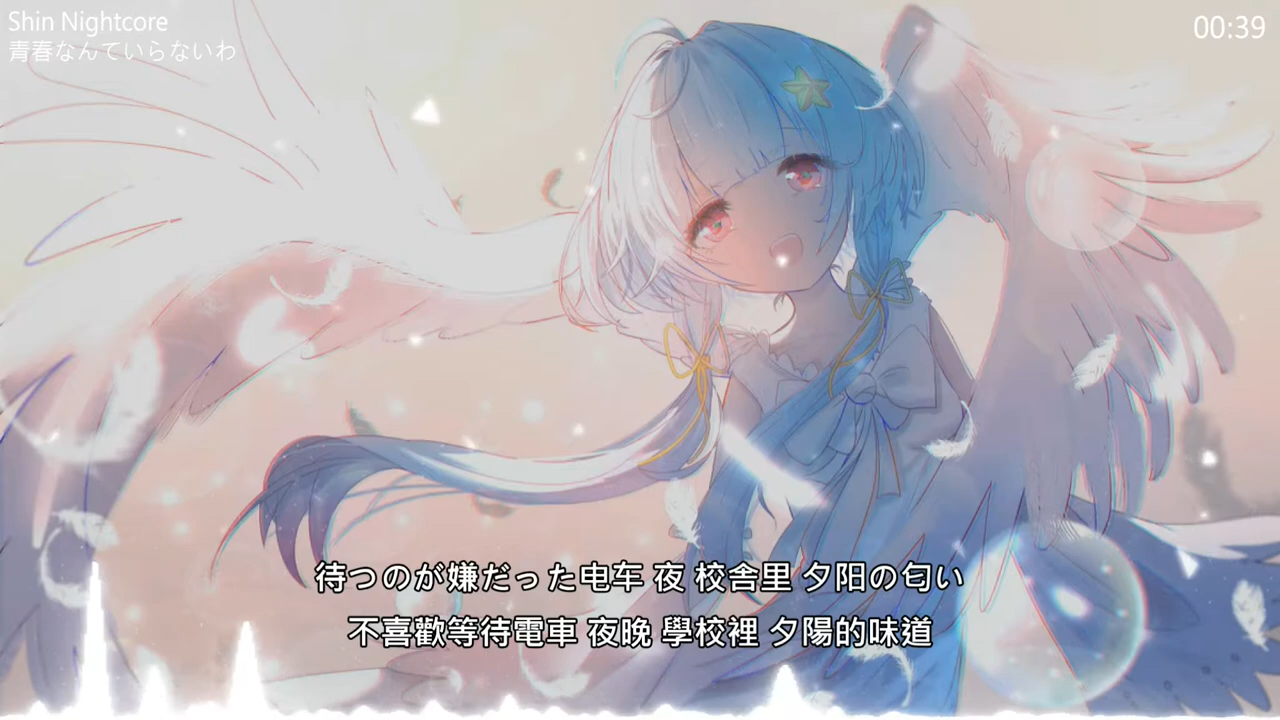 Shin Nightcore
00:39
青春なんていらないわ
待つのが嫌だった电车 夜 校舍里 夕阳の匂い
不喜歡等待電車 夜晚 學校裡 夕陽的味道